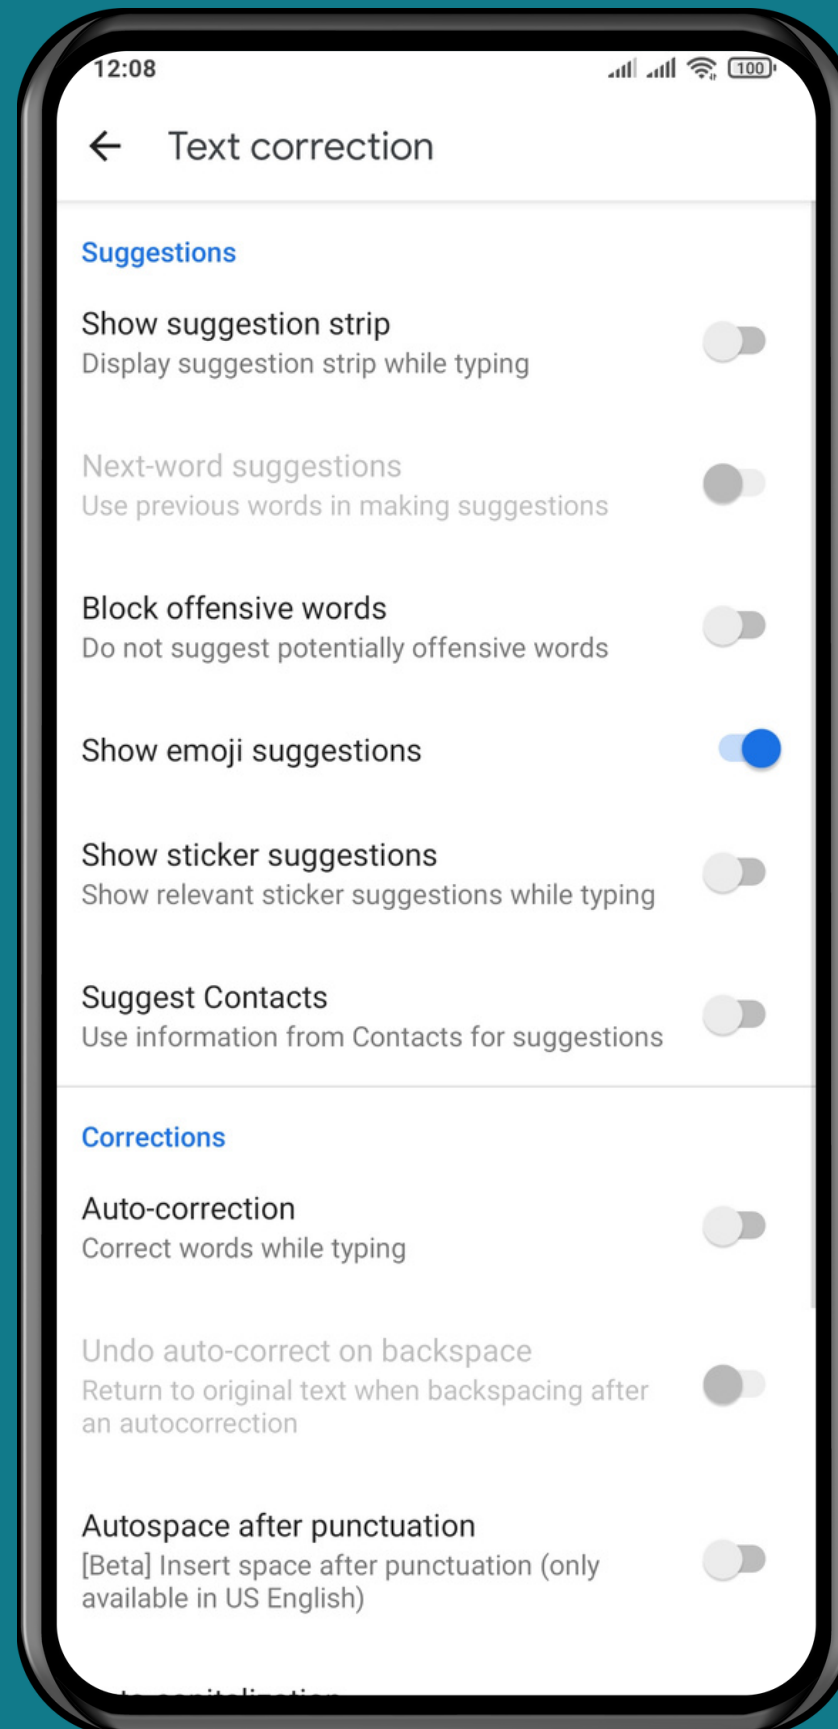 12:08
100
Text correction
Suggestions
Show suggestion strip
Display suggestion strip while typing
Next-word suggestions
Use previous words in making suggestions
Block offensive words
Do not suggest potentially offensive words
Show emoji suggestions
Show sticker suggestions
Show relevant sticker suggestions while typing
Suggest Contacts
Use information from Contacts for suggestions
Corrections
Auto-correction
Correct words while typing
Undo auto-correct on backspace
Return to original text when backspacing after
an autocorrection
Autospace after punctuation
[Beta] Insert space after punctuation (only
available in US English)